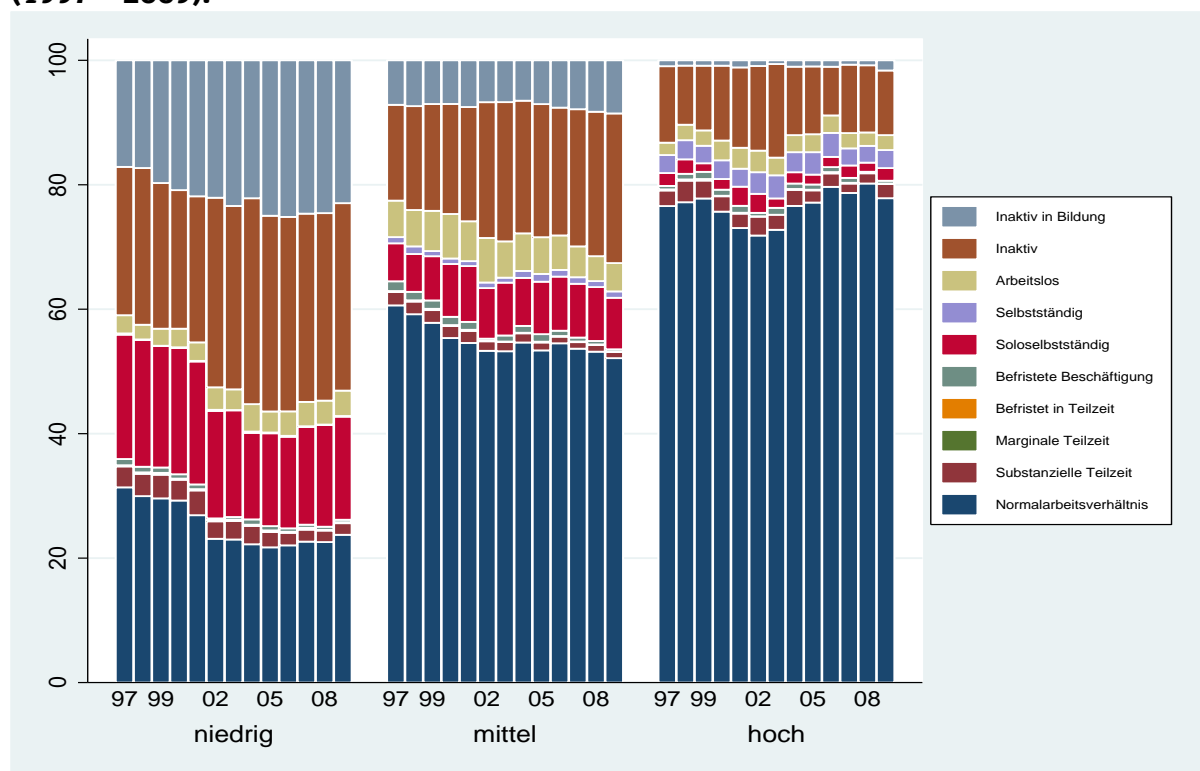 (1997 – 2009).
100
80
60
40
20
0
97 99 02 05 08 97 99 02 05 08 97 99 02 05 08
niedrig mittel hoch
Inaktiv in Bildung
Inaktiv
Arbeitslos
Selbstständig
Soloselbstständig
Befristete Beschäftigung
Befristet in Teilzeit
Marginale Teilzeit
Substanzielle Teilzeit
Normalarbeitsverhältnis